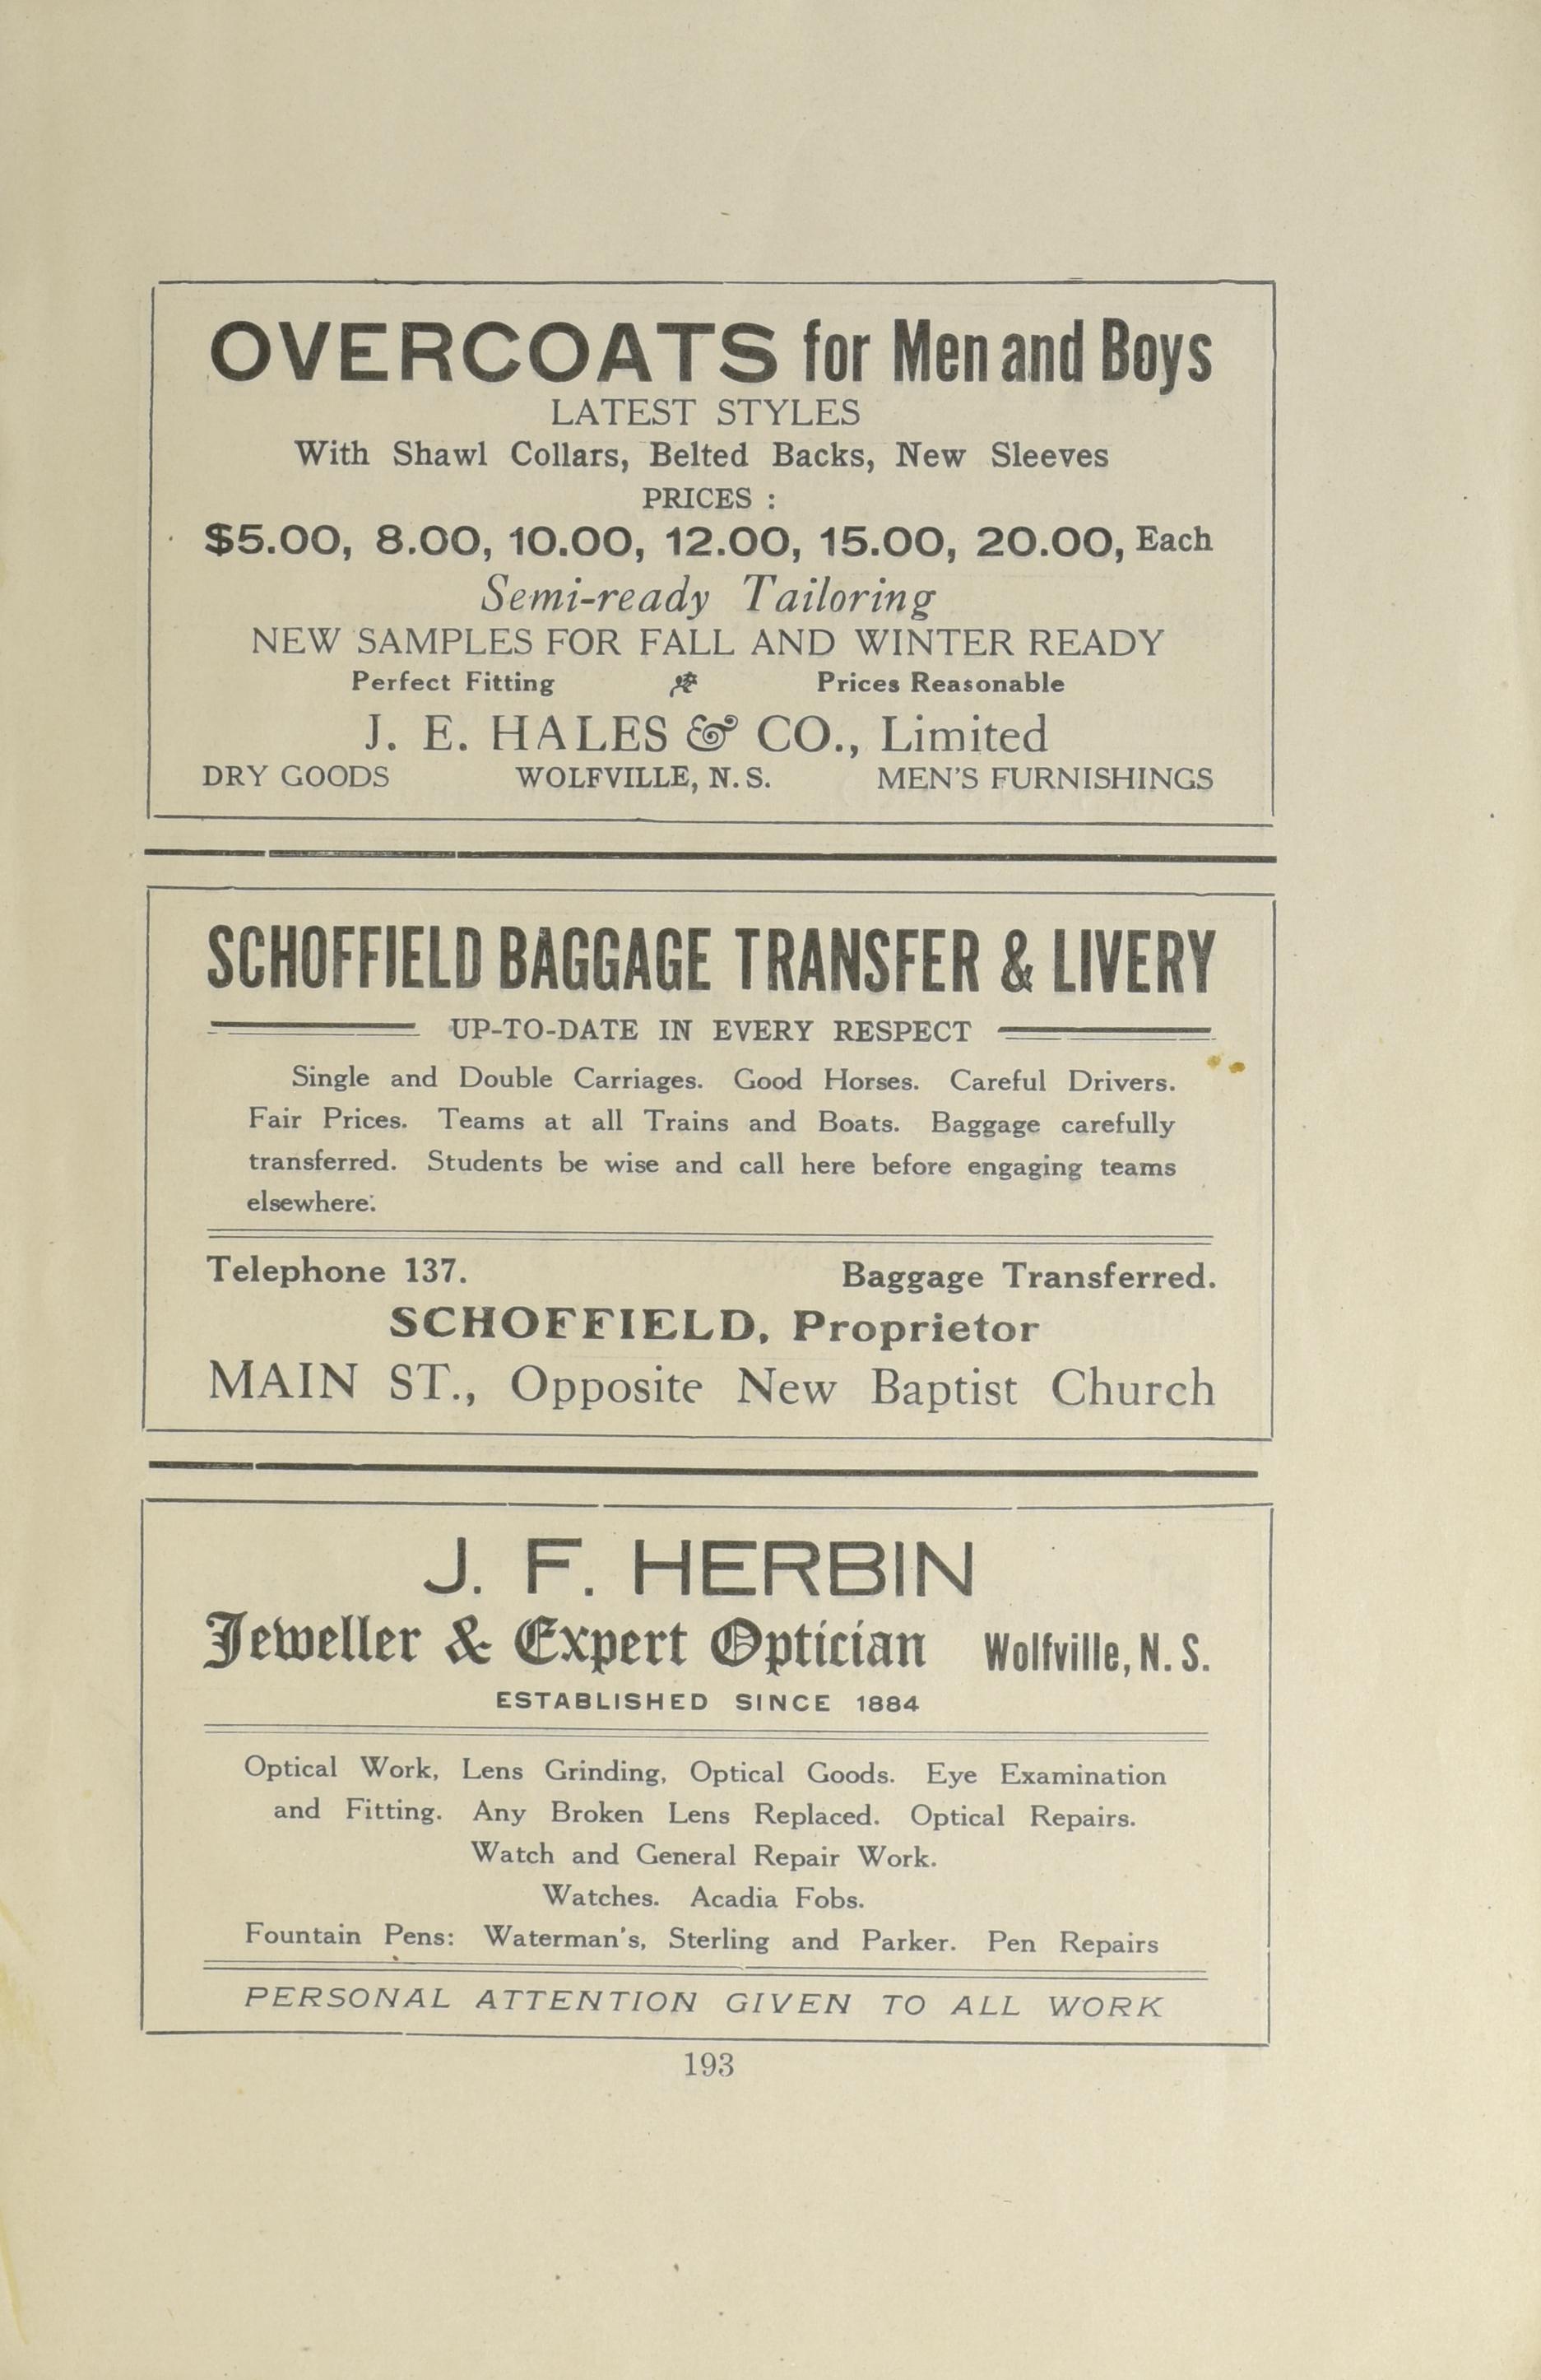 OVERCOATS for Men and Boys
LATEST STYLES
With Shawl Collars, Belted Backs, New Sleeves
PRICES :
$5.00, 8.00, 10.00, 12.00, 15.00, 20.00, Each
Semi-ready Tailoring
NEW SAMPLES FOR FALL AND WINTER READY
Perfect Fitting Prices Reasonable
J. E. HALES & CO., Limited
DRY GOODS WOLFVILLE, N. S. MEN'S FURNISHINGS
SCHOFFIELD BAGGAGE TRANSFER & LIVERY
UP-TO-DATE IN EVERY RESPECT
Single and Double Carriages. Good Horses. Careful Drivers.
Fair Prices. Teams at all Trains and Boats. Baggage carefully
transferred. Students be wise and call here before engaging teams
elsewhere.
Telephone 137. Baggage Transferred.
SCHOFFIELD, Proprietor
MAIN ST., Opposite New Baptist Church
J. F. HERBIN
Jeweller & Expert Optician Wolfville, N. S.
ESTABLISHED SINCE 1884
Optical Work, Lens Grinding, Optical Goods. Eye Examination
and Fitting. Any Broken Lens Replaced. Optical Repairs.
Watch and General Repair Work.
Watches. Acadia Fobs.
Fountain Pens: Waterman's, Sterling and Parker. Pen Repairs
PERSONAL ATTENTION GIVEN TO ALL WORK
193